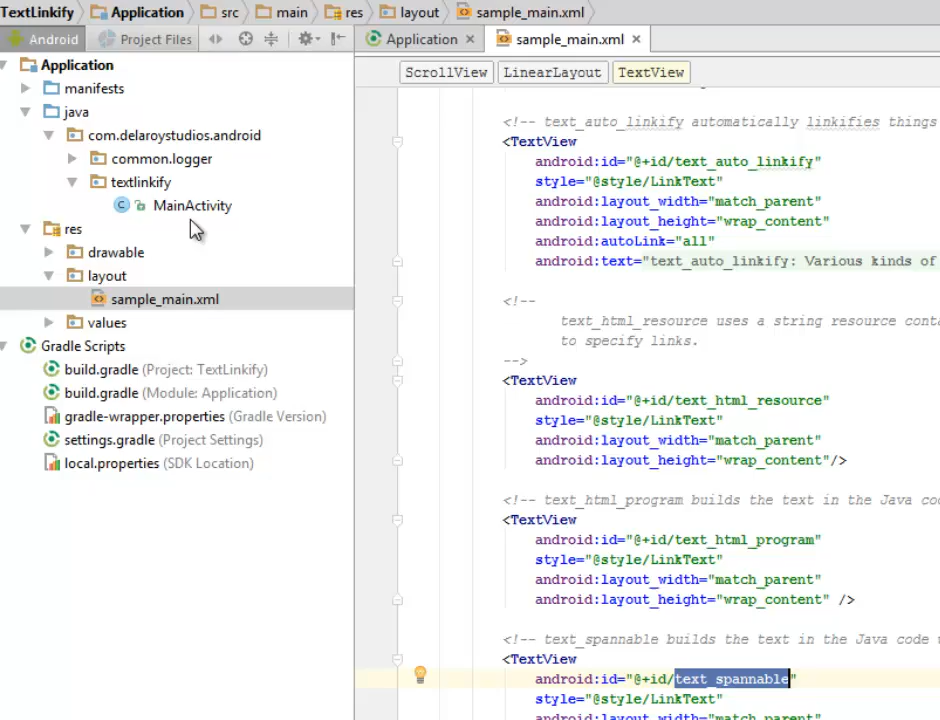 TextLinkify Application src main res layout sample_main.xml
Android Project Files
Application
manifests
java
com.delaroystudios.android
common.logger
textlinkify
MainActivity
res
drawable
layout
sample_main.xml
values
Gradle Scripts
build.gradle (Project: TextLinkify)
build.gradle (Module: Application)
gradle-wrapper.properties (Gradle Version)
settings.gradle (Project Settings)
local.properties (SDK Location)
Application sample_main.xml
ScrollView LinearLayout TextView
<!-- text_auto_linkify automatically linkifies things
<TextView
android:id="@+id/text_auto_linkify"
style="@style/LinkText"
android:layout_width="match_parent"
android:layout_height="wrap_content"
android:autoLink="all"
android:text="text_auto_linkify: Various kinds of
<!--
text_html_resource uses a string resource conta
to specify links.
-->
<TextView
android:id="@+id/text_html_resource"
style="@style/LinkText"
android:layout_width="match_parent"
android:layout_height="wrap_content"/>
<!-- text_html_program builds the text in the Java co
<TextView
android:id="@+id/text_html_program"
style="@style/LinkText"
android:layout_width="match_parent"
android:layout_height="wrap_content" />
<!-- text_spannable builds the text in the Java code
<TextView
android:id="@+id/text_spannable"
style="@style/LinkText"
android:layout_width="match_parent"